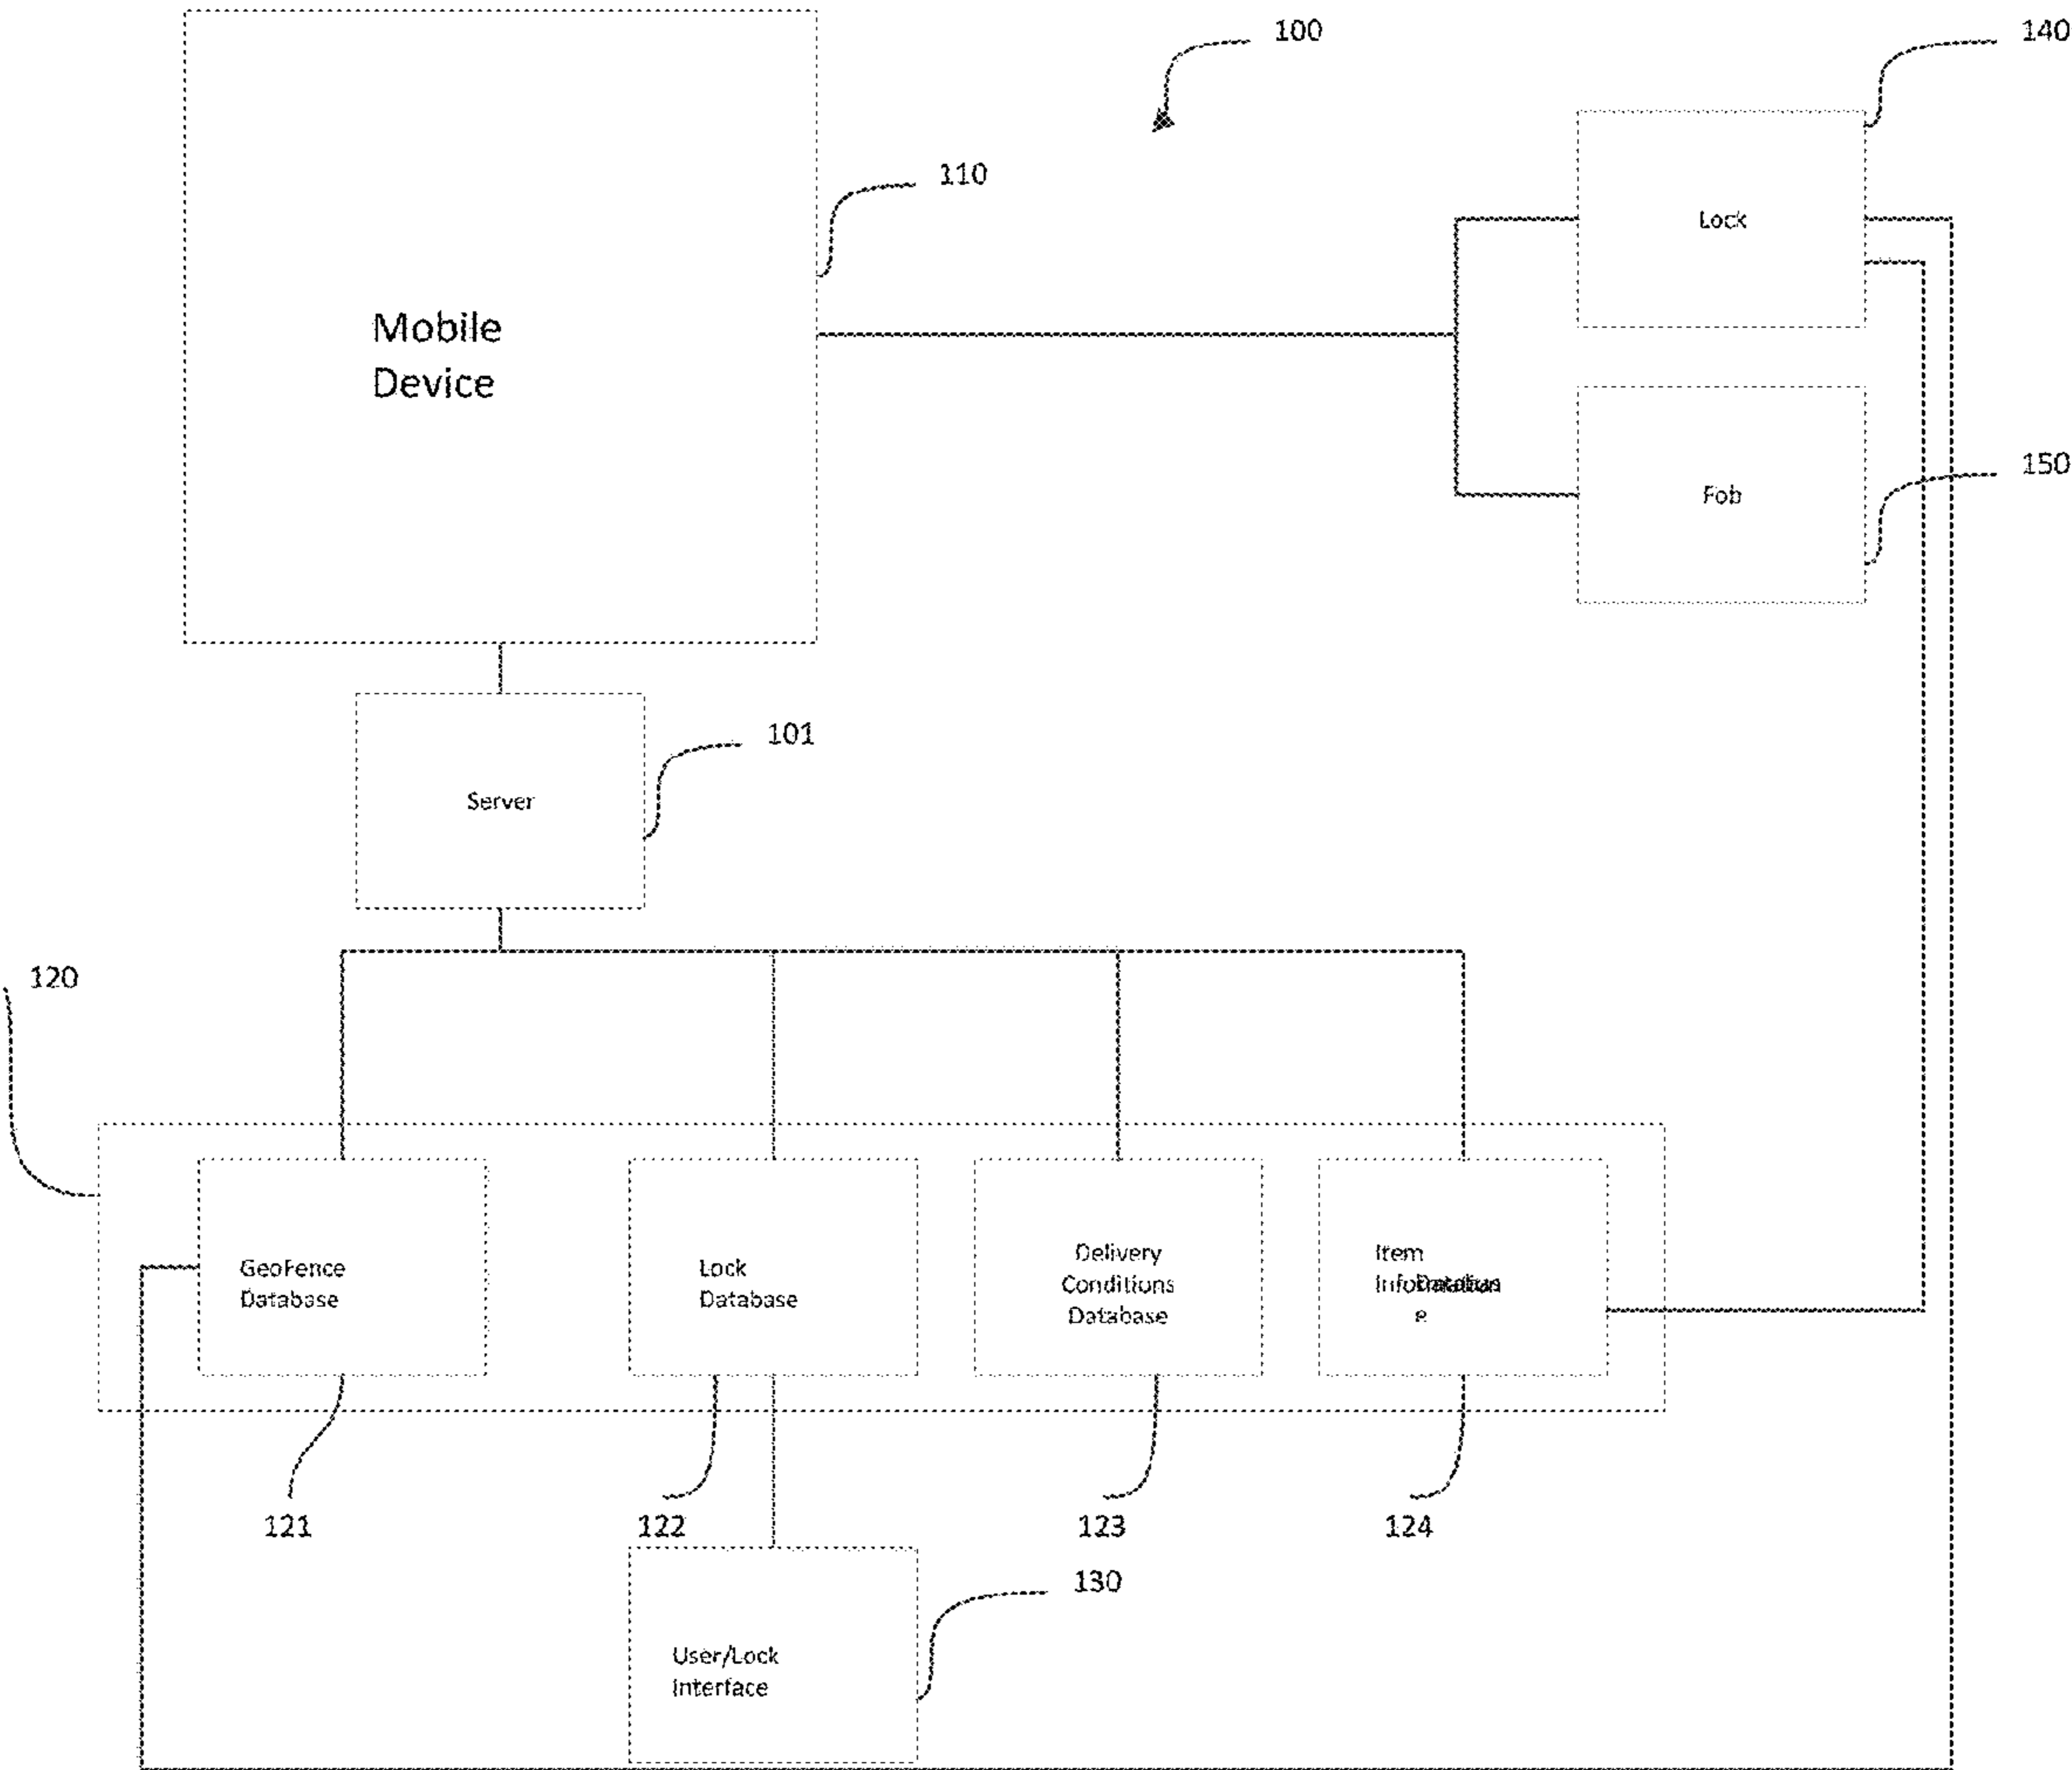 100
140
110
Lock
Mobile
Device
150
Fob
101
Server
120
GeoFence
Database
Lock
Database
Delivery
Conditions
Database
Item
e
121
122
123
124
130
User/Lock
Interface